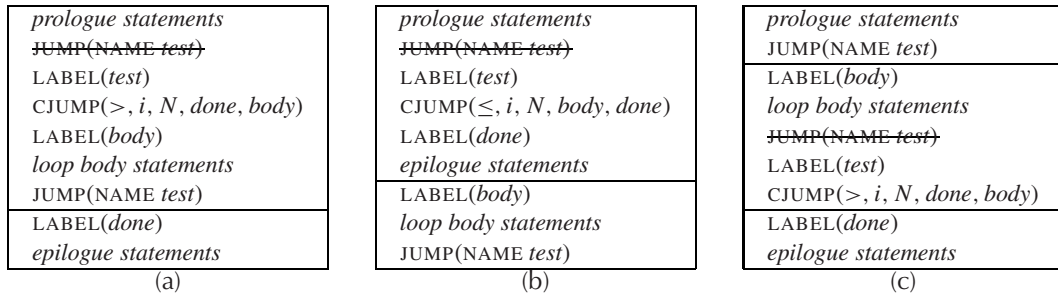 prologue statements
JUMP(NAME test)
LABEL(test)
CJUMP(>, i, N, done, body)
LABEL(body)
loop body statements
JUMP(NAME test)
LABEL(done)
epilogue statements
(a)
prologue statements
JUMP(NAME test)
LABEL(test)
CJUMP(≤, i, N, body, done)
LABEL(done)
epilogue statements
LABEL(body)
loop body statements
JUMP(NAME test)
(b)
prologue statements
JUMP(NAME test)
LABEL(body)
loop body statements
JUMP(NAME test)
LABEL(test)
CJUMP(>, i, N, done, body)
LABEL(done)
epilogue statements
(c)